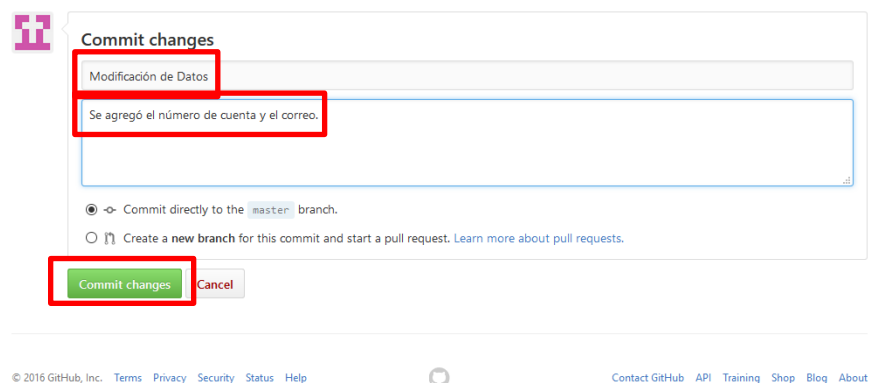 Commit changes
Modificación de Datos
Se agregó el número de cuenta y el correo.
Commit directly to the master branch.
Create a new branch for this commit and start a pull request. Learn more about pull requests.
Commit changes Cancel
© 2016 GitHub, Inc. Terms Privacy Security Status Help Contact GitHub API Training Shop Blog About